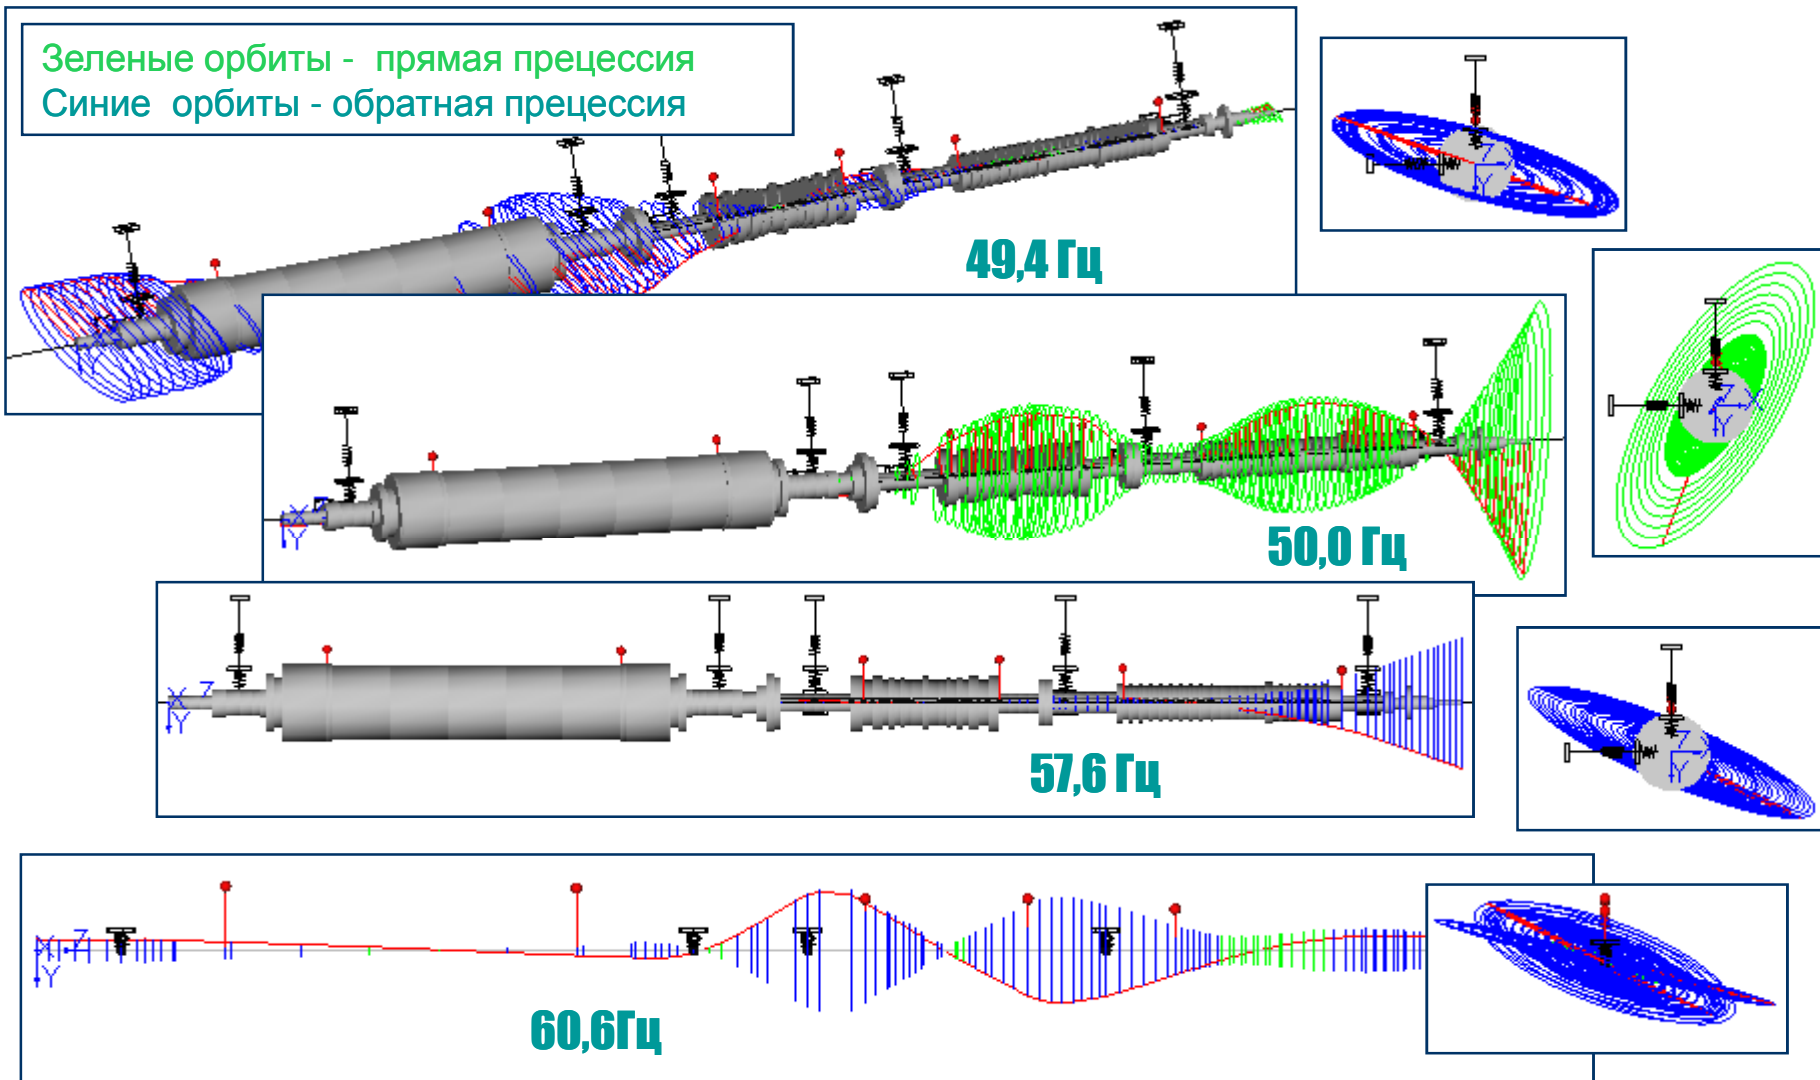 Зеленые орбиты - прямая прецессия
Синие орбиты - обратная прецессия
49,4 Гц
50,0 Гц
57,6 Гц
60,6Гц
X Z
Y
X
Y
Z
Y
Z X
Y
X Z
Y
Z
Y
X Z
Y